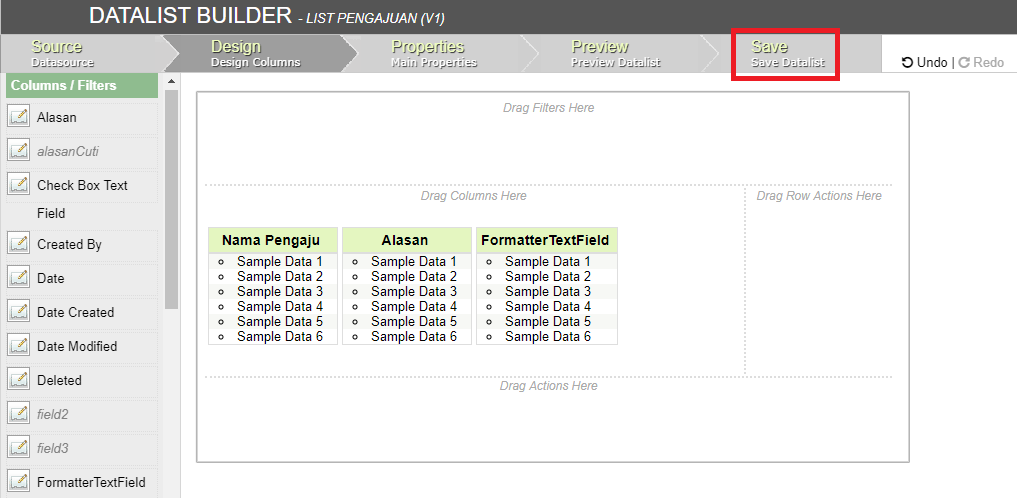 DATALIST BUILDER - LIST PENGAJUAN (V1)
Source
Datasource
Design
Design Columns
Properties
Main Properties
Preview
Preview Datalist
Save
Save Datalist
Undo | Redo
Columns / Filters
Alasan
alasanCuti
Check Box Text
Field
Created By
Date
Date Created
Date Modified
Deleted
field2
field3
FormatterTextField
Drag Filters Here
Drag Columns Here
Drag Row Actions Here
Nama Pengaju Alasan FormatterTextField
Sample Data 1 Sample Data 1 Sample Data 1
Sample Data 2 Sample Data 2 Sample Data 2
Sample Data 3 Sample Data 3 Sample Data 3
Sample Data 4 Sample Data 4 Sample Data 4
Sample Data 5 Sample Data 5 Sample Data 5
Sample Data 6 Sample Data 6 Sample Data 6
Drag Actions Here